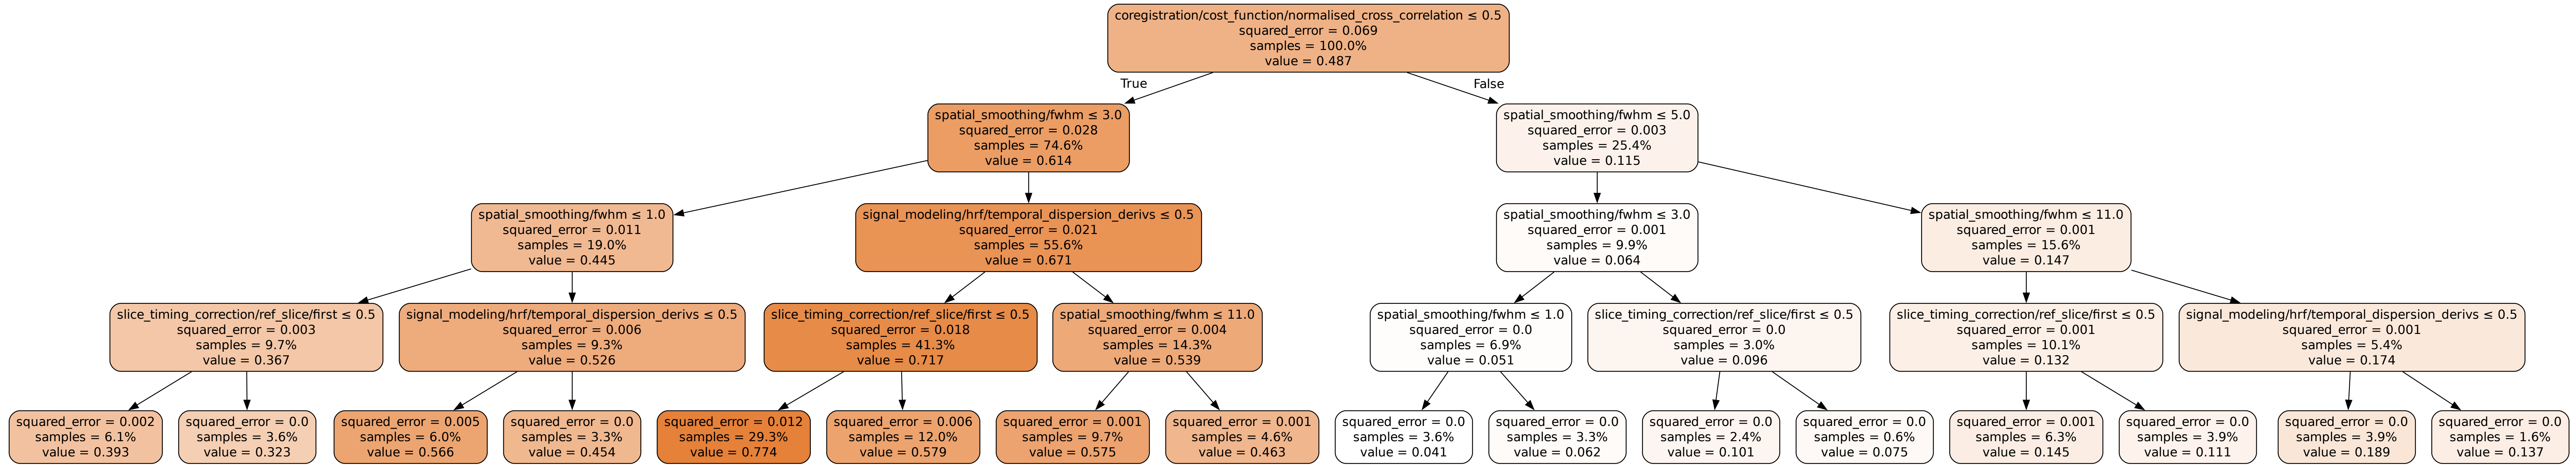 coregistration/cost_function/normalised_cross_correlation ≤ 0.5
squared_error = 0.069
samples = 100.0%
value = 0.487
True
False
spatial_smoothing/fwhm ≤ 3.0
squared_error = 0.028
samples = 74.6%
value = 0.614
spatial_smoothing/fwhm ≤ 5.0
squared_error = 0.003
samples = 25.4%
value = 0.115
spatial_smoothing/fwhm ≤ 1.0
squared_error = 0.011
samples = 19.0%
value = 0.445
signal_modeling/hrf/temporal_dispersion_derivs ≤ 0.5
squared_error = 0.021
samples = 55.6%
value = 0.671
spatial_smoothing/fwhm ≤ 3.0
squared_error = 0.001
samples = 9.9%
value = 0.064
spatial_smoothing/fwhm ≤ 11.0
squared_error = 0.001
samples = 15.6%
value = 0.147
slice_timing_correction/ref_slice/first ≤ 0.5
squared_error = 0.003
samples = 9.7%
value = 0.367
signal_modeling/hrf/temporal_dispersion_derivs ≤ 0.5
squared_error = 0.006
samples = 9.3%
value = 0.526
slice_timing_correction/ref_slice/first ≤ 0.5
squared_error = 0.018
samples = 41.3%
value = 0.717
spatial_smoothing/fwhm ≤ 11.0
squared_error = 0.004
samples = 14.3%
value = 0.539
spatial_smoothing/fwhm ≤ 1.0
squared_error = 0.0
samples = 6.9%
value = 0.051
slice_timing_correction/ref_slice/first ≤ 0.5
squared_error = 0.0
samples = 3.0%
value = 0.096
slice_timing_correction/ref_slice/first ≤ 0.5
squared_error = 0.001
samples = 10.1%
value = 0.132
signal_modeling/hrf/temporal_dispersion_derivs ≤ 0.5
squared_error = 0.001
samples = 5.4%
value = 0.174
squared_error = 0.002
samples = 6.1%
value = 0.393
squared_error = 0.0
samples = 3.6%
value = 0.323
squared_error = 0.005
samples = 6.0%
value = 0.566
squared_error = 0.0
samples = 3.3%
value = 0.454
squared_error = 0.012
samples = 29.3%
value = 0.774
squared_error = 0.006
samples = 12.0%
value = 0.579
squared_error = 0.001
samples = 9.7%
value = 0.575
squared_error = 0.001
samples = 4.6%
value = 0.463
squared_error = 0.0
samples = 3.6%
value = 0.041
squared_error = 0.0
samples = 3.3%
value = 0.062
squared_error = 0.0
samples = 2.4%
value = 0.101
squared_error = 0.0
samples = 0.6%
value = 0.075
squared_error = 0.001
samples = 6.3%
value = 0.145
squared_error = 0.0
samples = 3.9%
value = 0.111
squared_error = 0.0
samples = 3.9%
value = 0.189
squared_error = 0.0
samples = 1.6%
value = 0.137